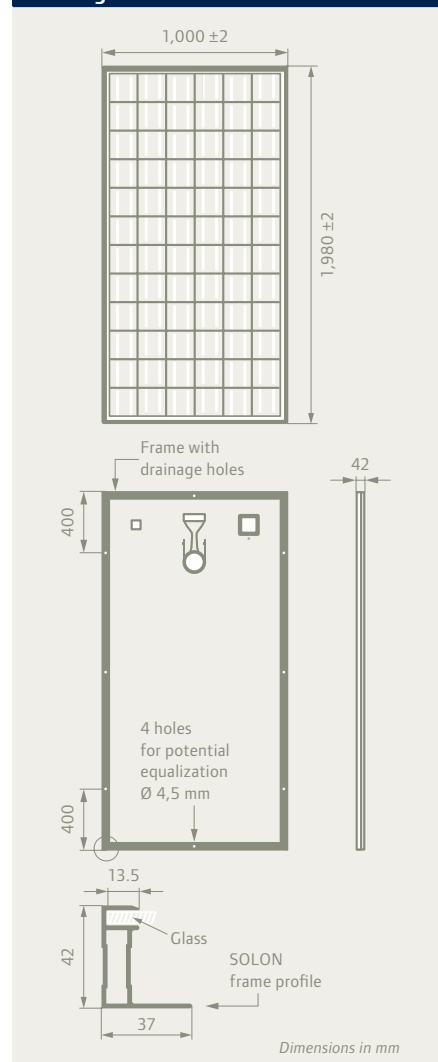 1,000 ±2
1,980 ±2
Frame with
drainage holes
42
400
4 holes
for potential
equalization
Ø 4,5 mm
400
13.5
Glass
42
SOLON
frame profile
37
Dimensions in mm